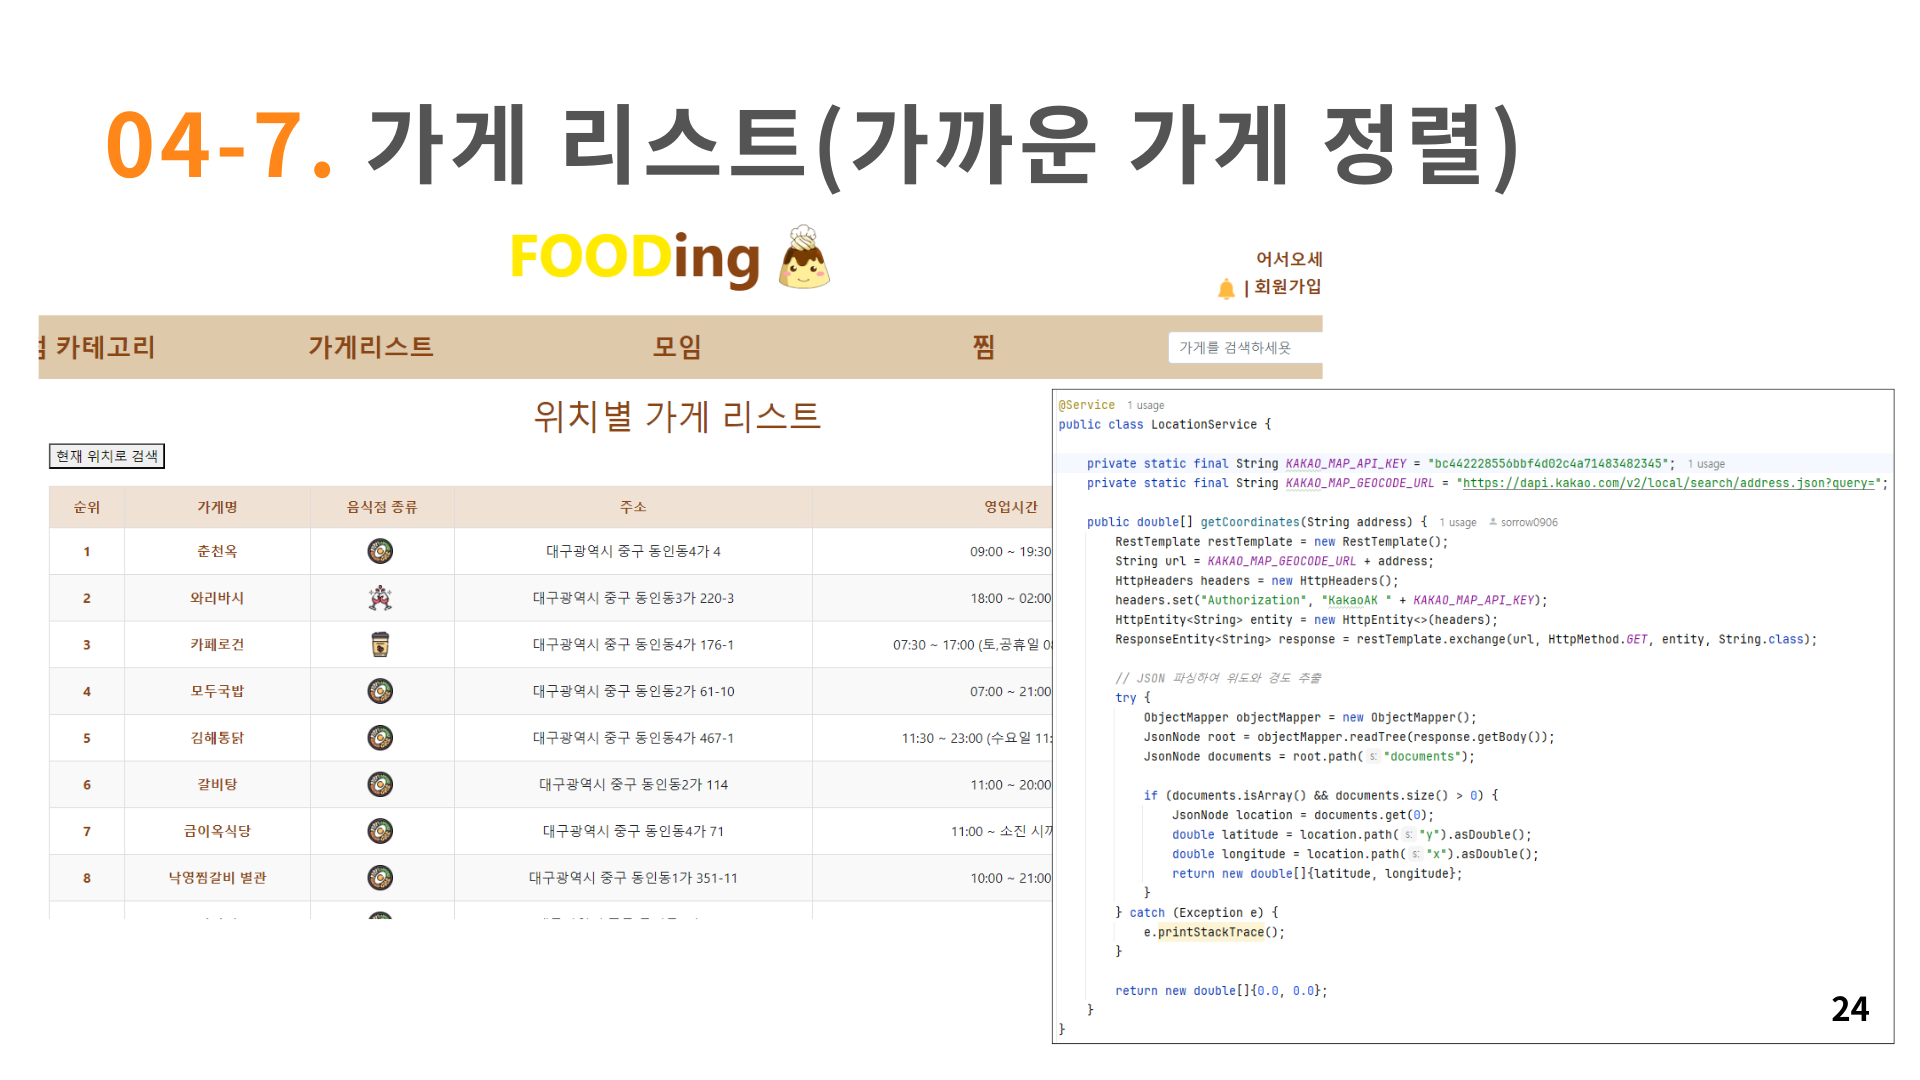 04-7. 가게 리스트(가까운 가게 정렬)
FOODing
어서오세
| 회원가입
카테고리 가게리스트 모임 찜 가게를 검색하세욧
위치별 가게 리스트
현재 위치로 검색
순위 가게명 음식점 종류 주소 영업시간
1 춘천옥 대구광역시 중구 동인동4가 4 09:00 ~ 19:30
2 와리바시 대구광역시 중구 동인동3가 220-3 18:00 ~ 02:00
3 카페로건 대구광역시 중구 동인동4가 176-1 07:30 ~ 17:00 (토,공휴일
4 모두국밥 대구광역시 중구 동인동2가 61-10 07:00 ~ 21:00
5 김해통닭 대구광역시 중구 동인동4가 467-1 11:30 ~ 23:00 (수요일 11:
6 갈비탕 대구광역시 중구 동인동2가 114 11:00 ~ 20:00
7 금이옥식당 대구광역시 중구 동인동4가 71 11:00 ~ 소진
8 낙영찜갈비 별관 대구광역시 중구 동인동1가 351-11 10:00 ~ 21:00
@Service 1 usage
public class LocationService {
private static final String KAKAO_MAP_API_KEY = "bc442228556bbf4d02c4a71483482345"; 1 usage
private static final String KAKAO_MAP_GEOCODE_URL = "https://dapi.kakao.com/v2/local/search/address.json?query=";
public double[] getCoordinates(String address) { 1 usage sorrow0906
RestTemplate restTemplate = new RestTemplate();
String url = KAKAO_MAP_GEOCODE_URL + address;
HttpHeaders headers = new HttpHeaders();
headers.set("Authorization", "KakaoAK " + KAKAO_MAP_API_KEY);
HttpEntity<String> entity = new HttpEntity<>(headers);
ResponseEntity<String> response = restTemplate.exchange(url, HttpMethod.GET, entity, String.class);
// JSON 파싱하여 위도와 경도 추출
try {
ObjectMapper objectMapper = new ObjectMapper();
JsonNode root = objectMapper.readTree(response.getBody());
JsonNode documents = root.path( s: "documents");
if (documents.isArray() && documents.size() > 0) {
JsonNode location = documents.get(0);
double latitude = location.path( s: "y").asDouble();
double longitude = location.path( s: "x").asDouble();
return new double[]{latitude, longitude};
}
} catch (Exception e) {
e.printStackTrace();
}
return new double[]{0.0, 0.0};
}
}
24